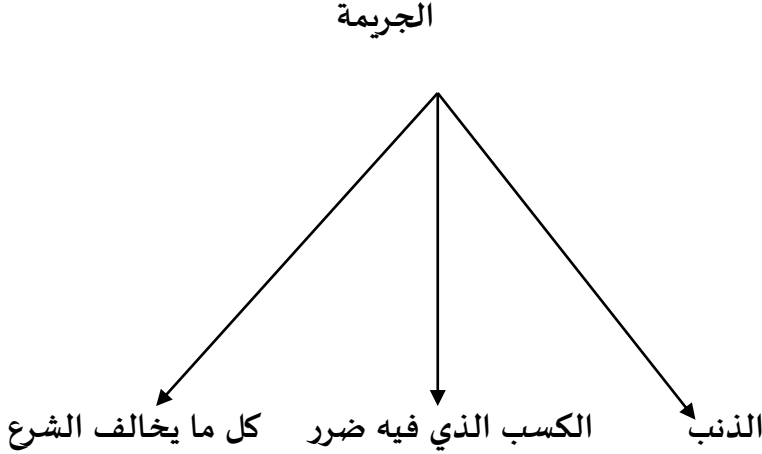 الجريمة
الذنب الكسب الذي فيه ضرر كل ما يخالف الشرع